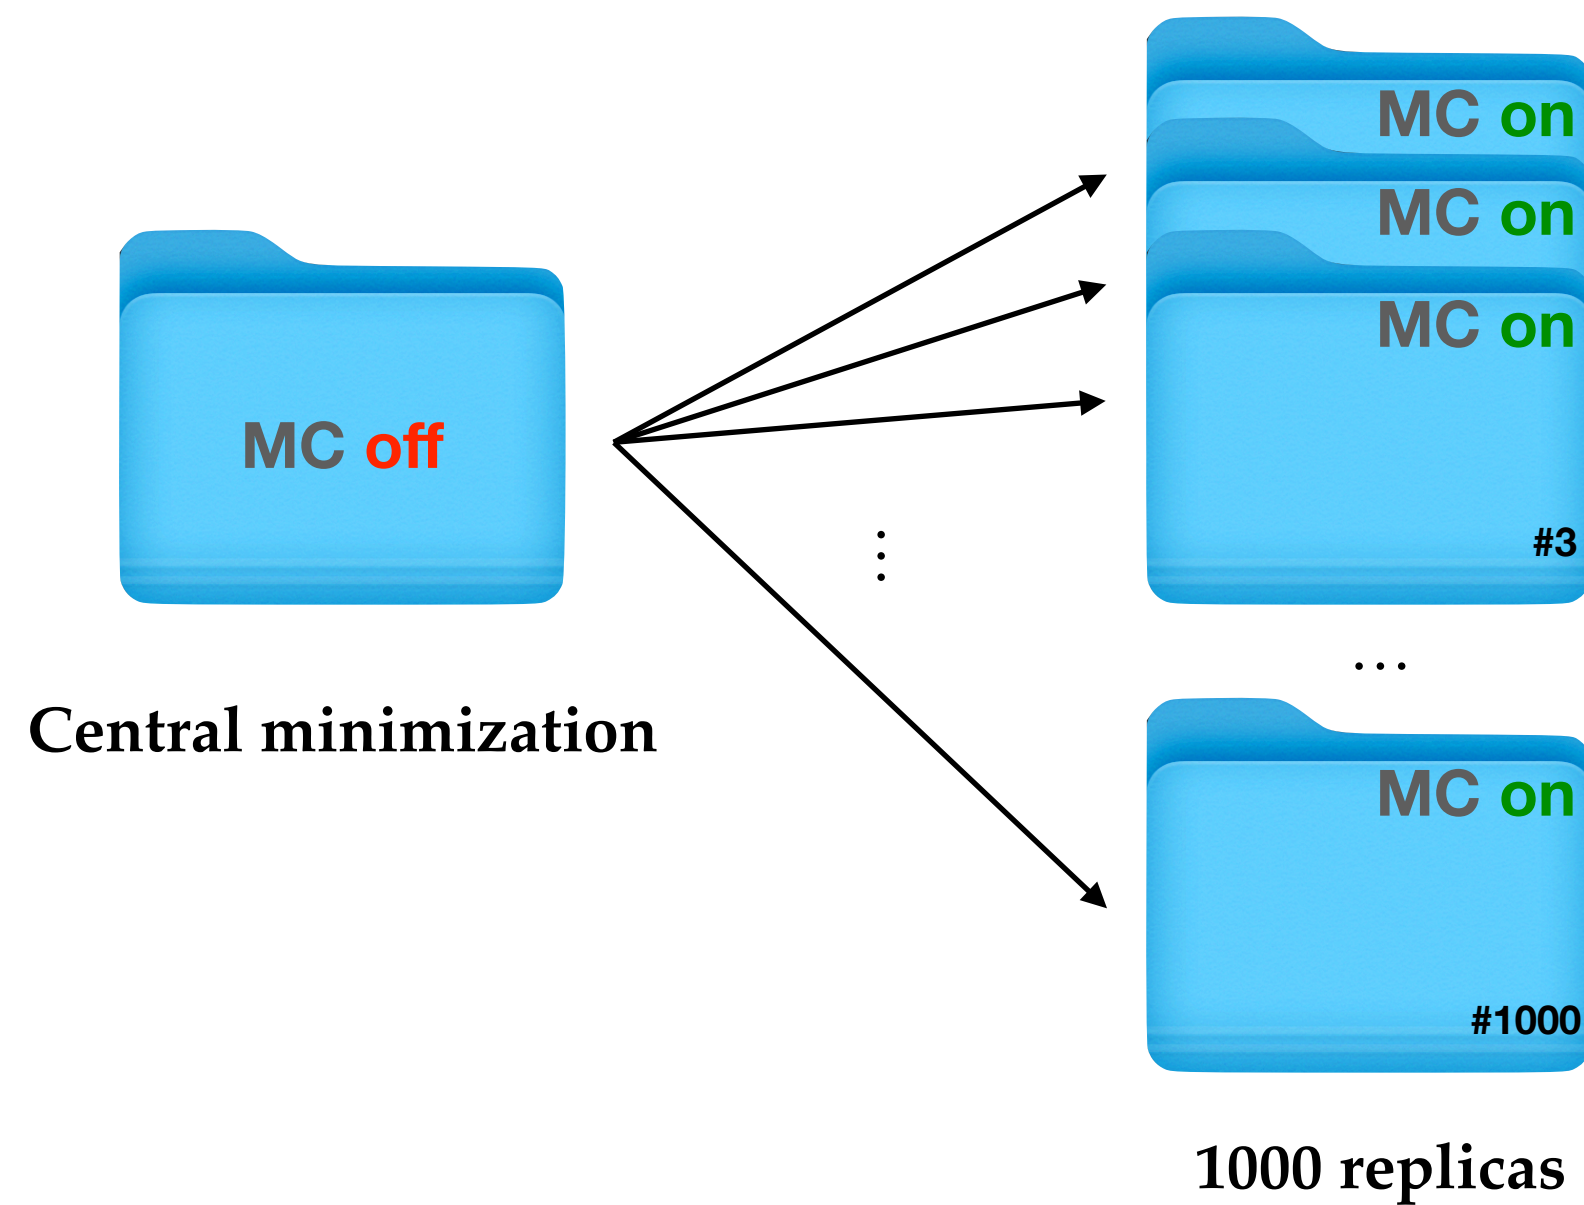 MC off
Central minimization
MC on
MC on
MC on
#3
...
MC on
#1000
1000 replicas